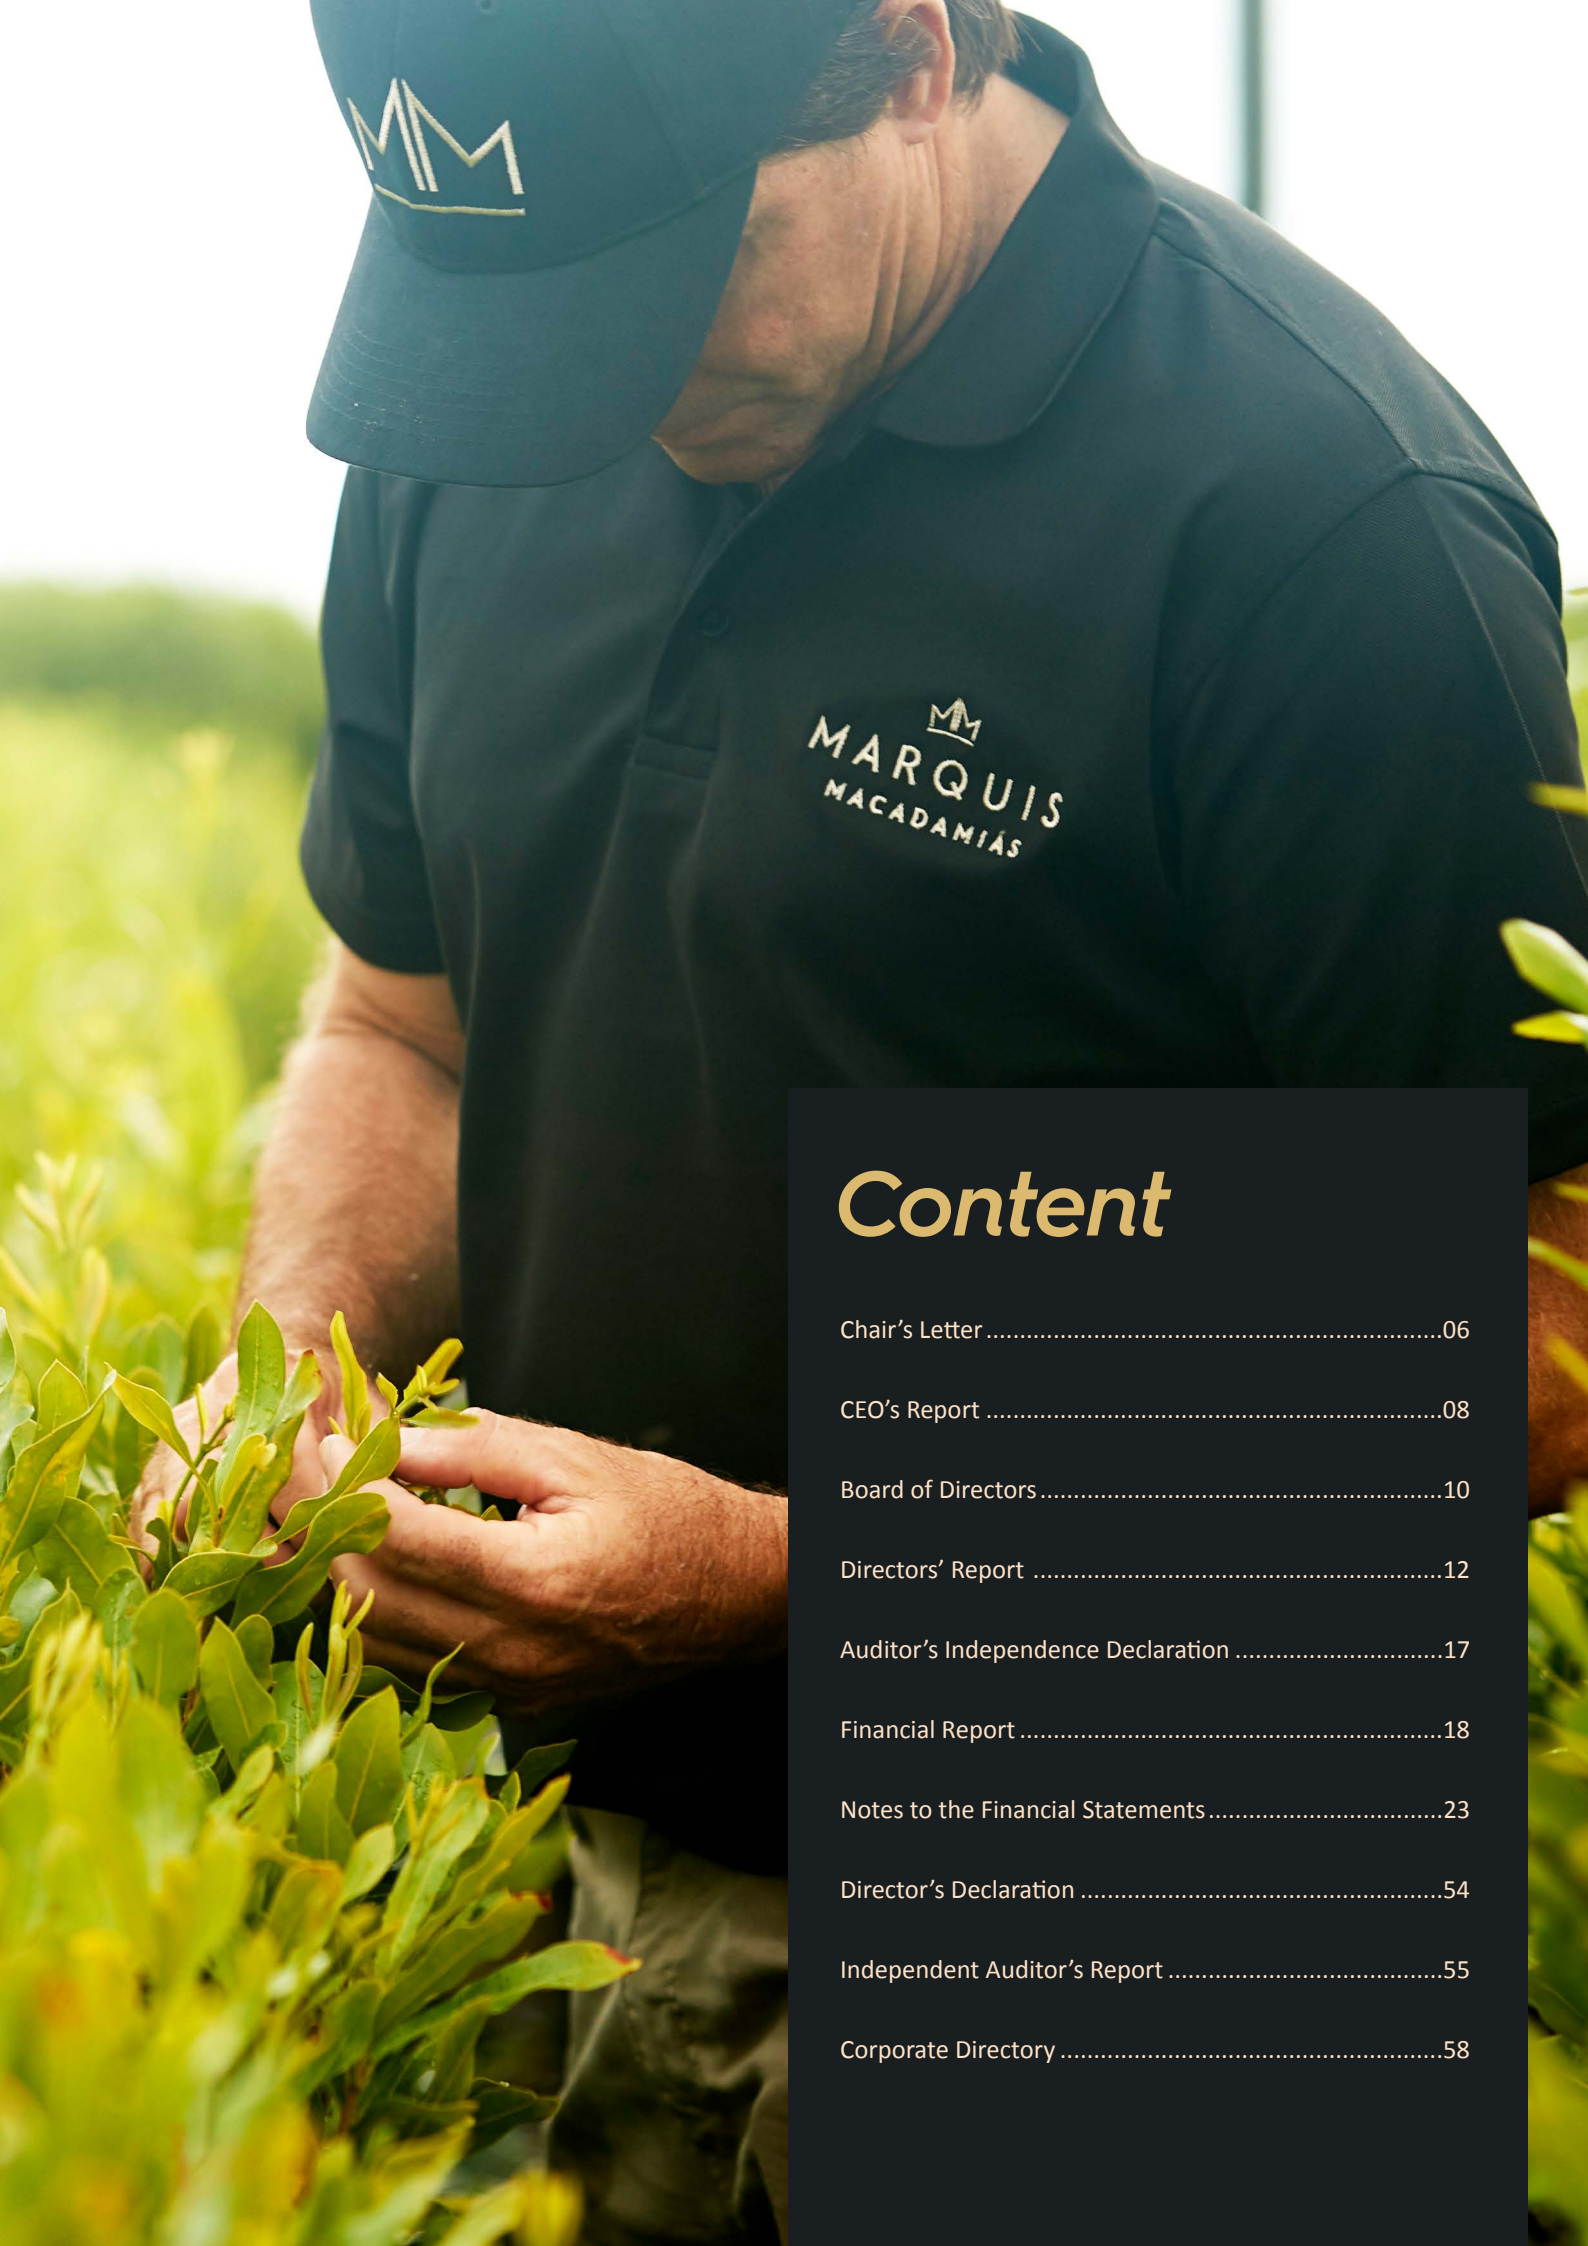 MM
MM
MARQUIS
MACADAMIÁS
Content
Chair’s Letter..........06
CEO’s Report..........08
Board of Directors..........10
Directors’ Report..........12
Auditor’s Independence Declaration..........17
Financial Report..........18
Notes to the Financial Statements..........23
Director’s Declaration..........54
Independent Auditor’s Report..........55
Corporate Directory..........58